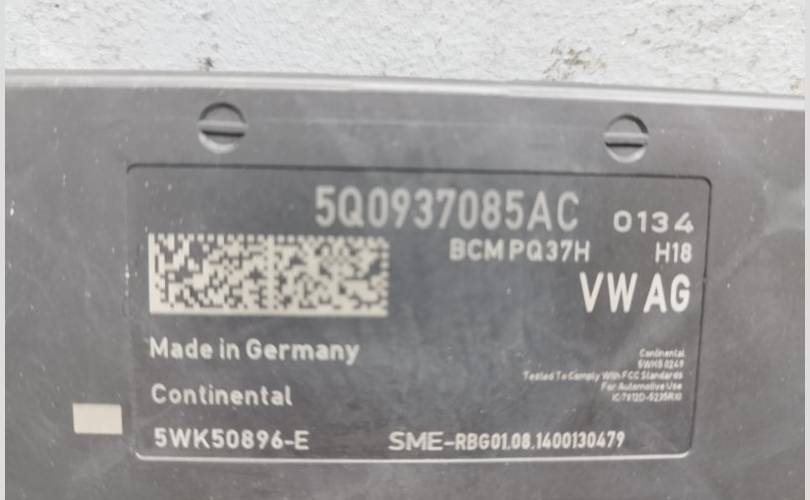 5Q0937085AC 0134
BCM PQ37H H18
VW AG
Made in Germany
Continental
5WK50249
Tested To Comply With FCC Standards
For Automotive Use
Continental
5WK50896-E
SME-RBG01.08.1400130479